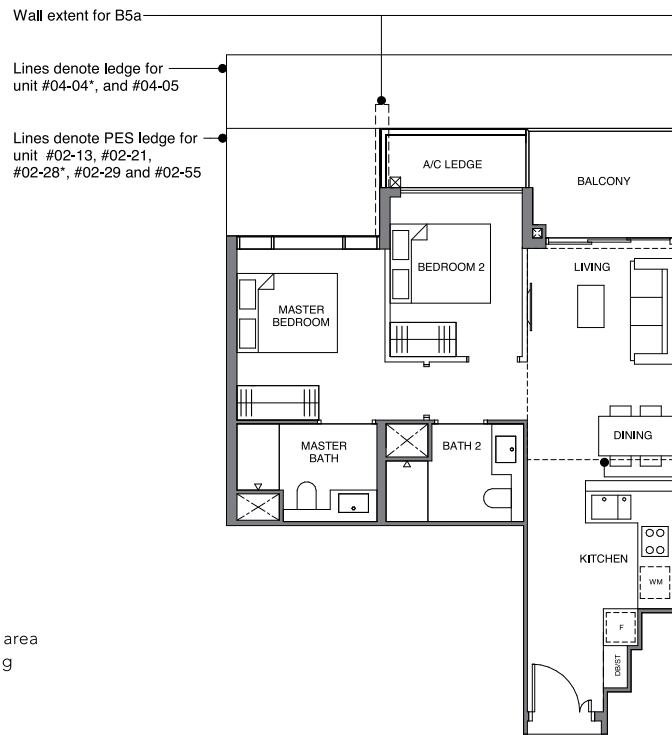 Wall extent for B5a
Lines denote ledge for
unit #04-04*, and #04-05
Lines denote PES ledge for
unit #02-13, #02-21,
#02-28*, #02-29 and #02-55
A/C LEDGE
BALCONY
BEDROOM 2
LIVING
MASTER
BEDROOM
DINING
MASTER
BATH
BATH 2
KITCHEN
WM
F
DB/ST
area
g